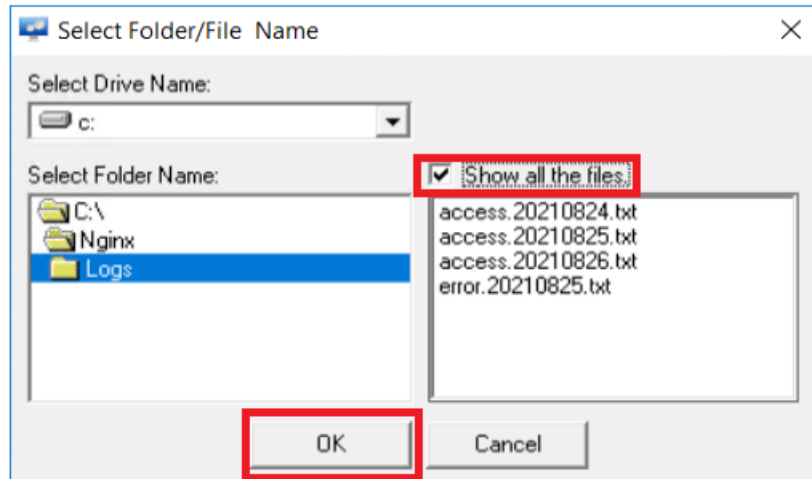 Select Folder/File Name
Select Drive Name:
c:
Select Folder Name:
Show all the files.
C:\
Nginx
Logs
access.20210824.txt
access.20210825.txt
access.20210826.txt
error.20210825.txt
OK
Cancel